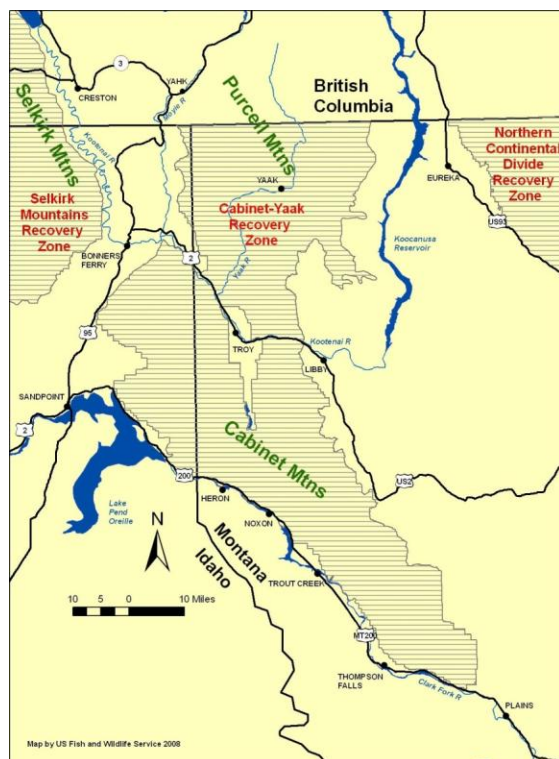 3
YAHK
CRESTON
Moyie R
British
Columbia
Selkirk Mtns
Kootenai R
Purcell Mtns
Northern
Continental
Divide
Recovery
Zone
YAAK
EUREKA
US93
Selkirk
Mountains
Recovery
Zone
Cabinet-Yaak
Recovery
Zone
BONNERS
FERRY
2
Yaak R
Koocanusa
Reservoir
95
TROY
Kootenai R
LIBBY
SANDPOINT
2
Cabinet Mtns
200
US2
HERON
Lake
Pend
Oreille
N
NOXON
Montana
Idaho
TROUT CREEK
10 5 0 10 Miles
MT200
THOMPSON
FALLS
Clark Fork R
PLAINS
Map by US Fish and Wildlife Service 2008